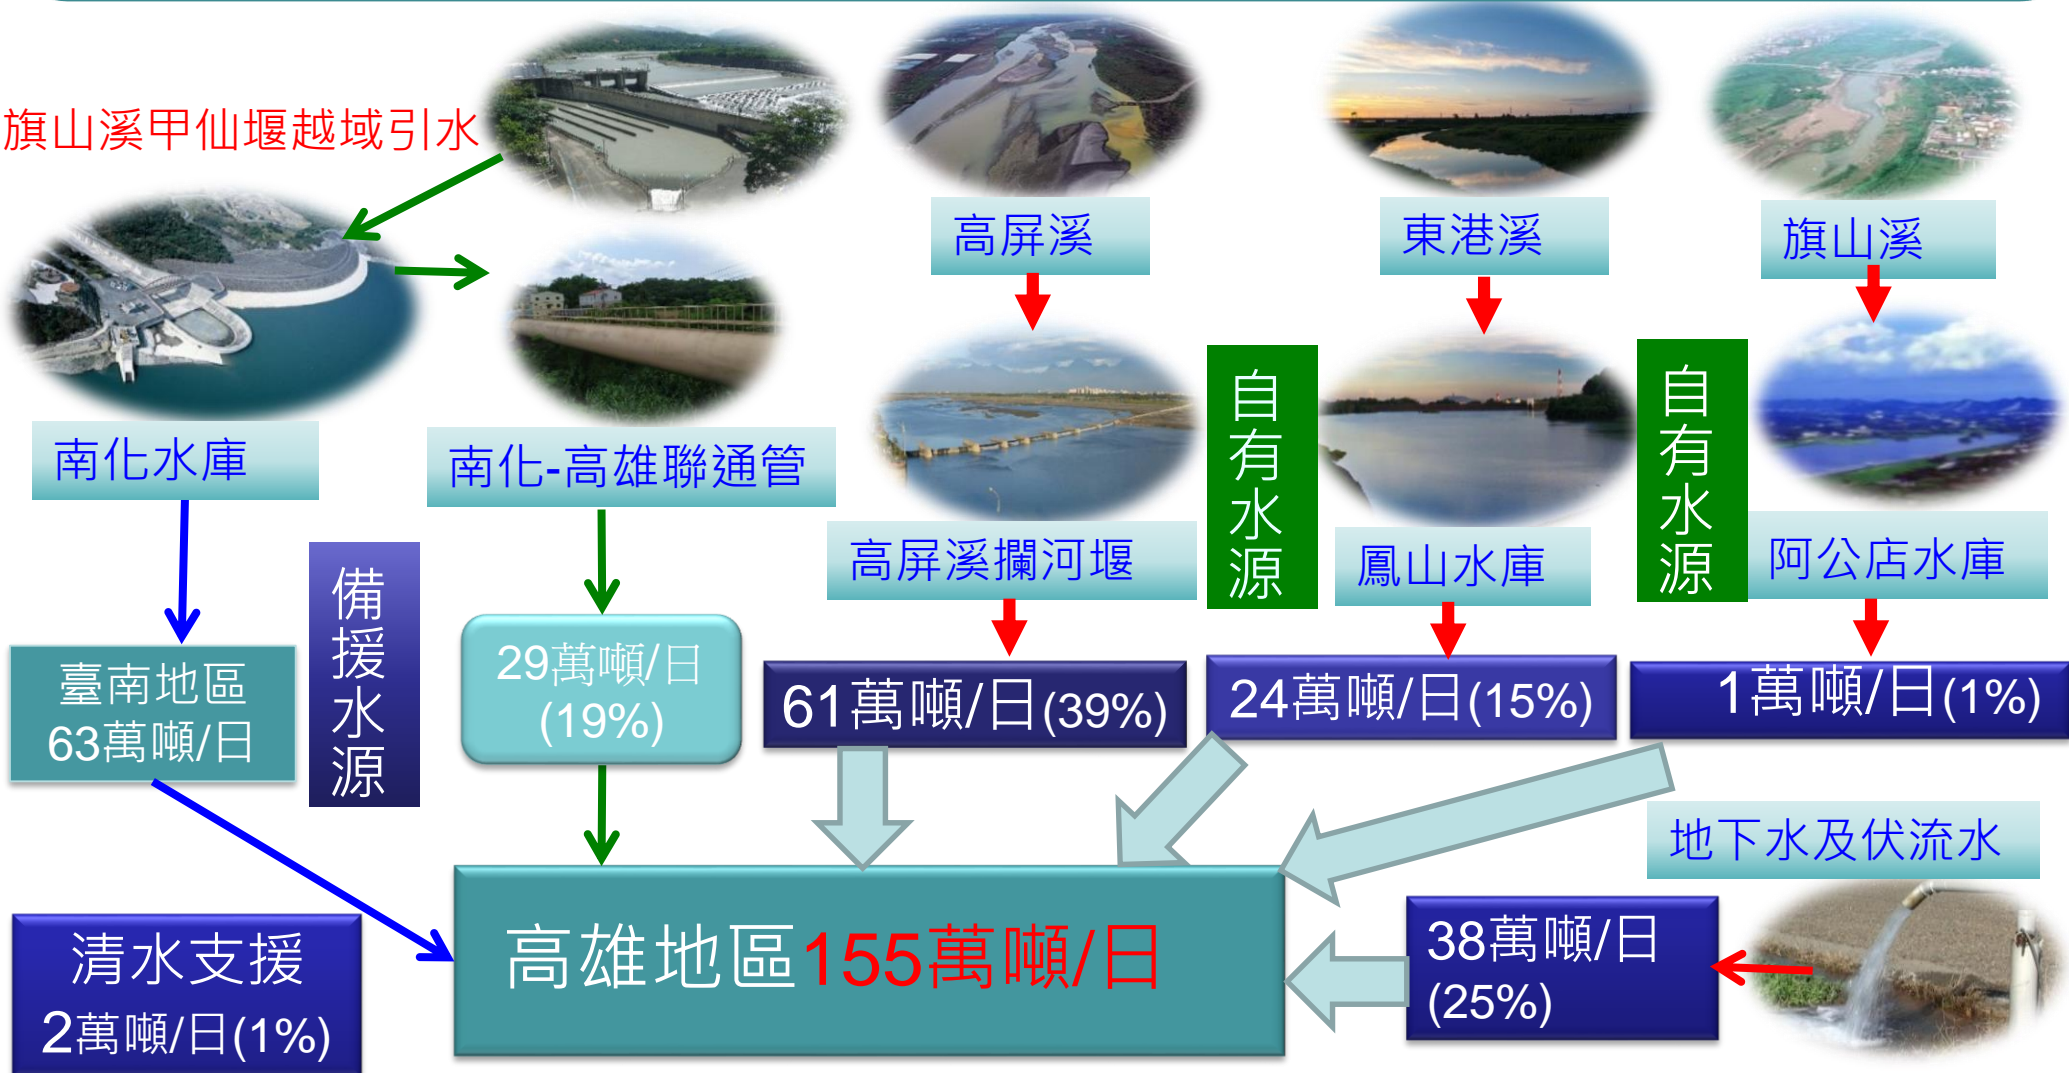 旗山溪甲仙堰越域引水
高屏溪
東港溪
旗山溪
南化水庫
南化-高雄聯通管
高屏溪攔河堰
自有水源
鳳山水庫
自有水源
阿公店水庫
備援水源
臺南地區
63萬噸/日
29萬噸/日
(19%)
61萬噸/日(39%)
24萬噸/日(15%)
1萬噸/日(1%)
地下水及伏流水
高雄地區155萬噸/日
38萬噸/日
(25%)
清水支援
2萬噸/日(1%)